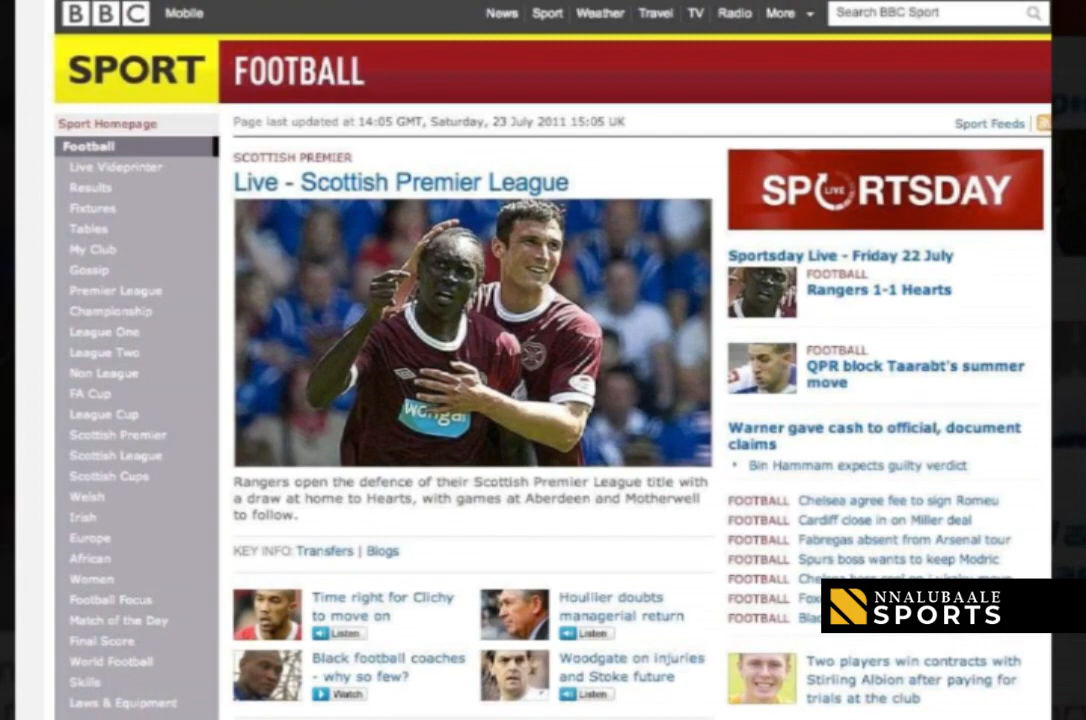 BBC Mobile News Sport Weather Travel TV Radio More Search BBC Sport
SPORT FOOTBALL
Page last updated at 14:05 GMT, Saturday, 23 July 2011 15:05 UK
Sport Feeds
Sport Homepage
Football
Live Videprinter
Results
Fixtures
Tables
My Club
Gossip
Premier League
Championship
League One
League Two
Non League
FA Cup
League Cup
Scottish Premier
Scottish League
Scottish Cups
Welsh
Irish
Europe
African
Women
Football Focus
Match of the Day
Final Score
World Football
Skills
Laws & Equipment
SCOTTISH PREMIER
Live - Scottish Premier League
wonga
Rangers open the defence of their Scottish Premier League title with
a draw at home to Hearts, with games at Aberdeen and Motherwell
to follow.
KEY INFO: Transfers | Blogs
Time right for Clichy
to move on
Listen
Houllier doubts
managerial return
Listen
Black football coaches
- why so few?
Watch
Woodgate on injuries
and Stoke future
Listen
SPORTSDAY
LIVE
Sportsday Live - Friday 22 July
FOOTBALL
Rangers 1-1 Hearts
FOOTBALL
QPR block Taarabt's summer
move
Warner gave cash to official, document
claims
Bin Hammam expects guilty verdict
FOOTBALL Chelsea agree fee to sign Romeu
FOOTBALL Cardiff close in on Miller deal
FOOTBALL Fabregas absent from Arsenal tour
FOOTBALL Spurs boss wants to keep Modric
FOOTBALL
FOOTBALL
FOOTBALL
NNALUBAALE
SPORTS
Two players win contracts with
Stirling Albion after paying for
trials at the club